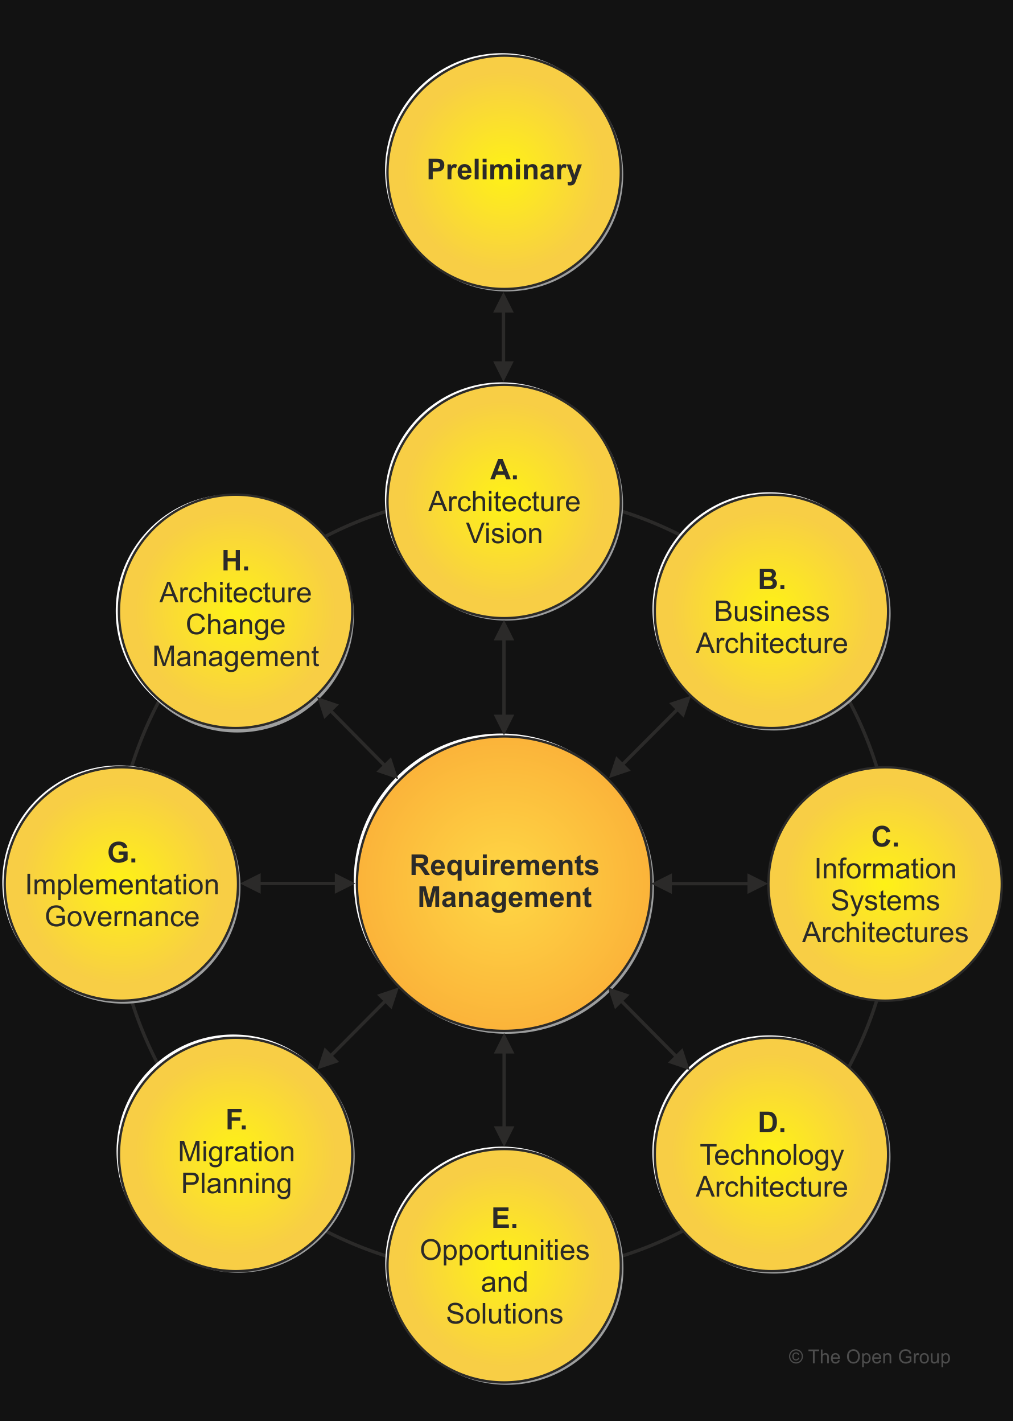 Preliminary
A.
Architecture
Vision
B.
Business
Architecture
C.
Information
Systems
Architectures
D.
Technology
Architecture
E.
Opportunities
and
Solutions
F.
Migration
Planning
G.
Implementation
Governance
H.
Architecture
Change
Management
Requirements
Management
© The Open Group